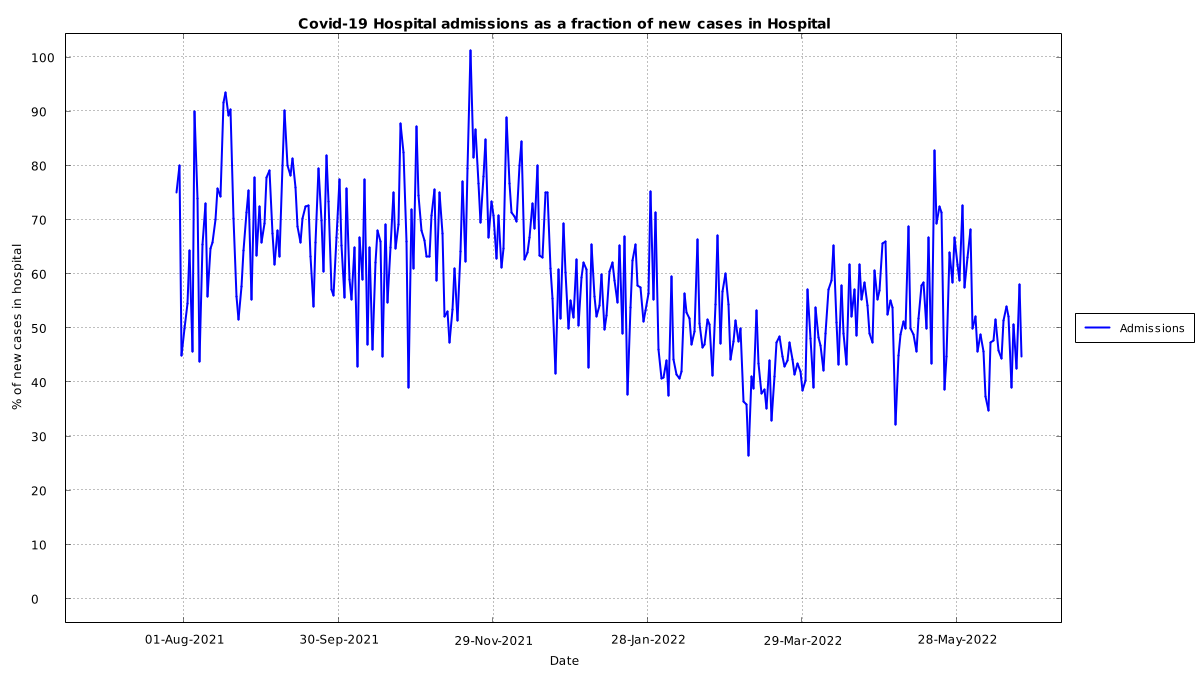 Covid-19 Hospital admissions as a fraction of new cases in Hospital
100
90
80
70
60
50
40
30
20
10
0
% of new cases in hospital
Admissions
01-Aug-2021
30-Sep-2021
29-Nov-2021
28-Jan-2022
29-Mar-2022
28-May-2022
Date